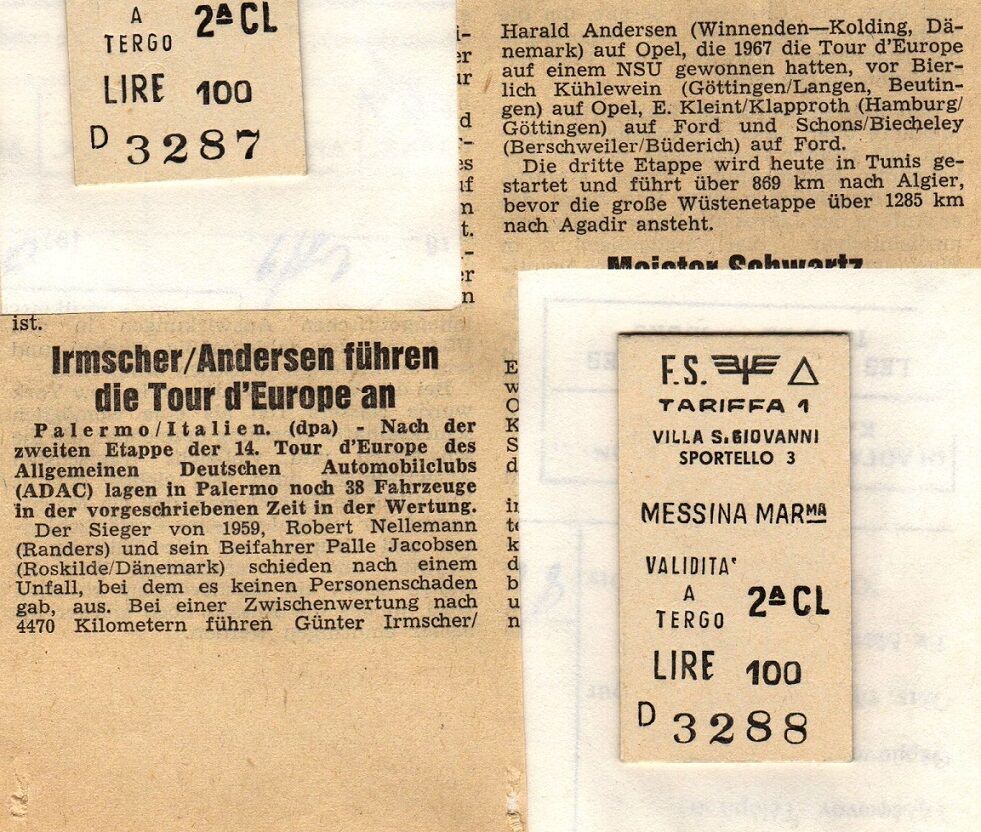 A
TERGO
2ª CL
LIRE 100
D 3287
ist.
Irmscher/Andersen führen
die Tour d'Europe an
Palermo/Italien. (dpa) - Nach der
zweiten Etappe der 14. Tour d'Europe des
Allgemeinen Deutschen Automobilclubs
(ADAC) lagen in Palermo noch 38 Fahrzeuge
in der vorgeschriebenen Zeit in der Wertung.
Der Sieger von 1959, Robert Nellemann
(Randers) und sein Beifahrer Palle Jacobsen
(Roskilde/Dänemark) schieden nach einem
Unfall, bei dem es keinen Personenschaden
gab, aus. Bei einer Zwischenwertung nach
4470 Kilometern führen Günter Irmscher/
Harald Andersen (Winnenden—Kolding, Dä-
nemark) auf Opel, die 1967 die Tour d'Europe
auf einem NSU gewonnen hatten, vor Bier-
lich Kühlewein (Göttingen/Langen, Beutin-
gen) auf Opel, E. Kleint/Klapproth (Hamburg/
Göttingen) auf Ford und Schons/Biecheley
(Berschweiler/Büderich) auf Ford.
Die dritte Etappe wird heute in Tunis ge-
startet und führt über 869 km nach Algier,
bevor die große Wüstenetappe über 1285 km
nach Agadir ansteht.
Meister Schwartz
F.S.
TARIFFA 1
VILLA S.GIOVANNI
SPORTELLO 3
MESSINA MARMA
VALIDITA'
A
TERGO
2ª CL
LIRE 100
D 3288